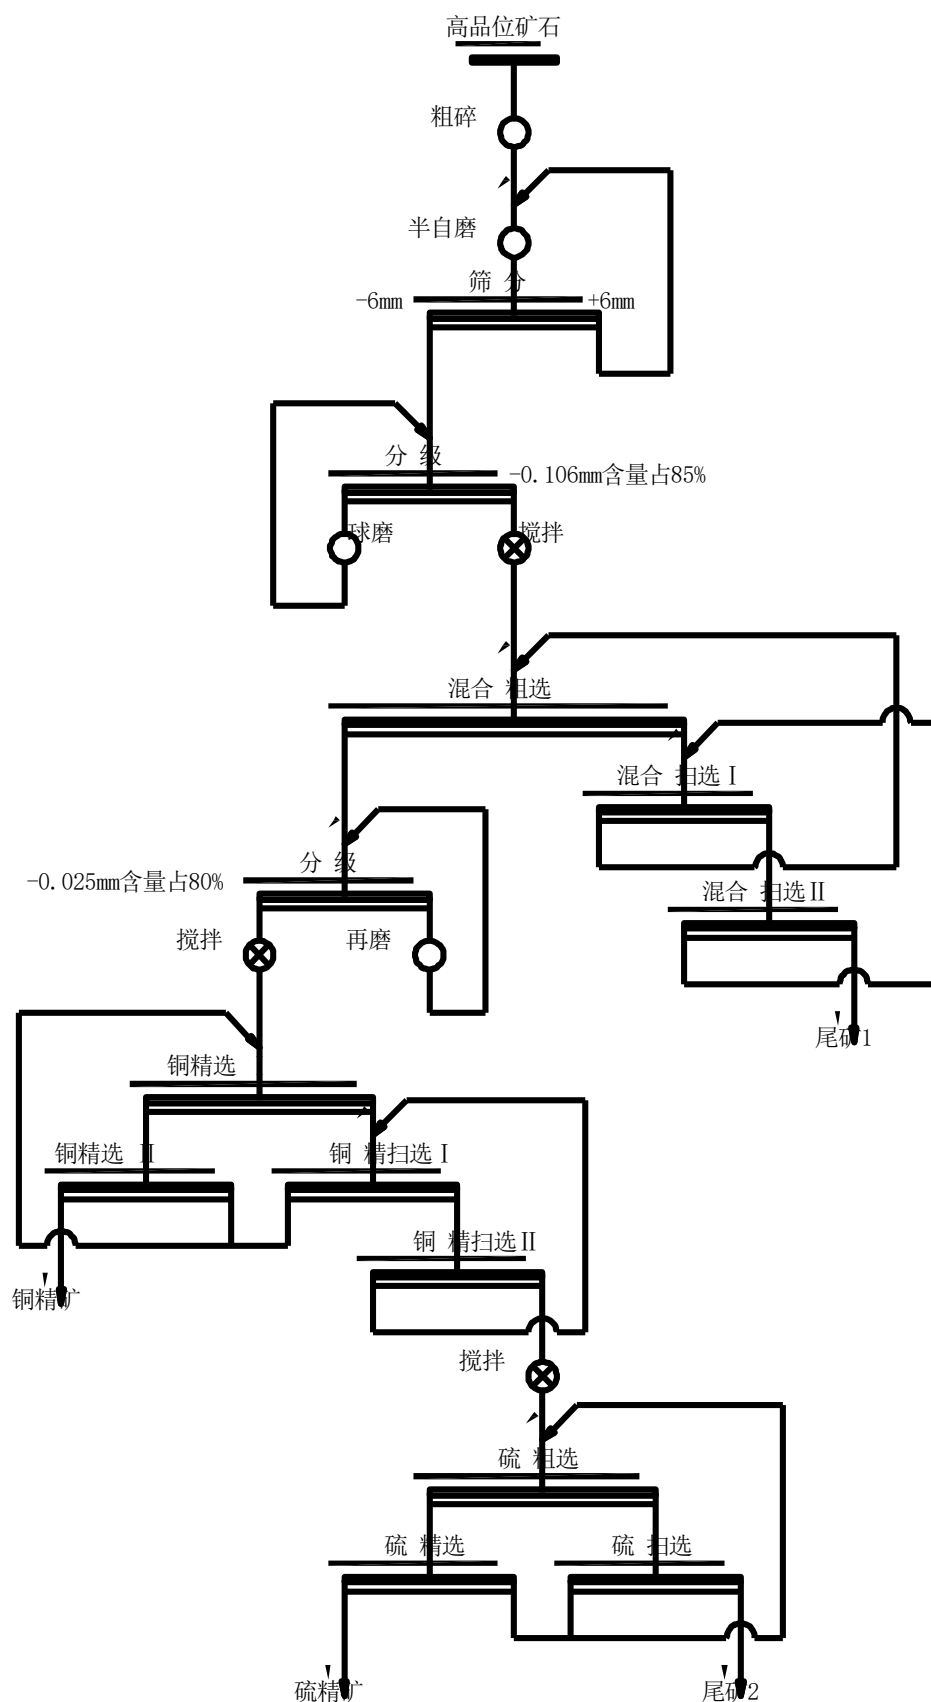 高品位矿石
粗碎
半自磨
筛 分
-6mm
+6mm
分 级
-0.106mm含量占85%
球磨
搅拌
混合 粗选
混合 扫选Ⅰ
分 级
-0.025mm含量占80%
混合 扫选Ⅱ
搅拌
再磨
尾矿1
铜精选
铜精选 Ⅱ
铜 精扫选Ⅰ
铜 精扫选Ⅱ
铜精矿
搅拌
硫 粗选
硫 精选
硫 扫选
硫精矿
尾矿2